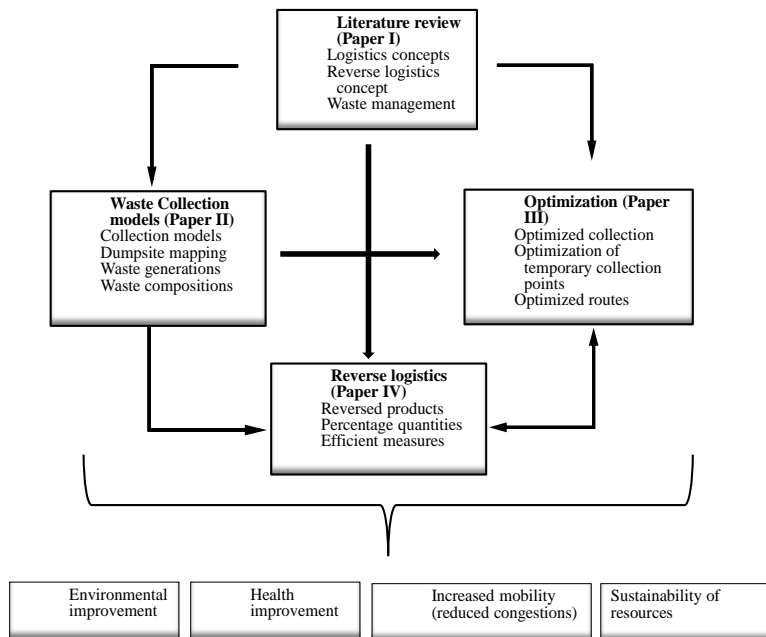 Literature review
(Paper I)
Logistics concepts
Reverse logistics
concept
Waste management
Waste Collection
models (Paper II)
Collection models
Dumpsite mapping
Waste generations
Waste compositions
Optimization (Paper
III)
Optimized collection
Optimization of
temporary collection
points
Optimized routes
Reverse logistics
(Paper IV)
Reversed products
Percentage quantities
Efficient measures
Environmental
improvement
Health
improvement
Increased mobility
(reduced congestions)
Sustainability of
resources